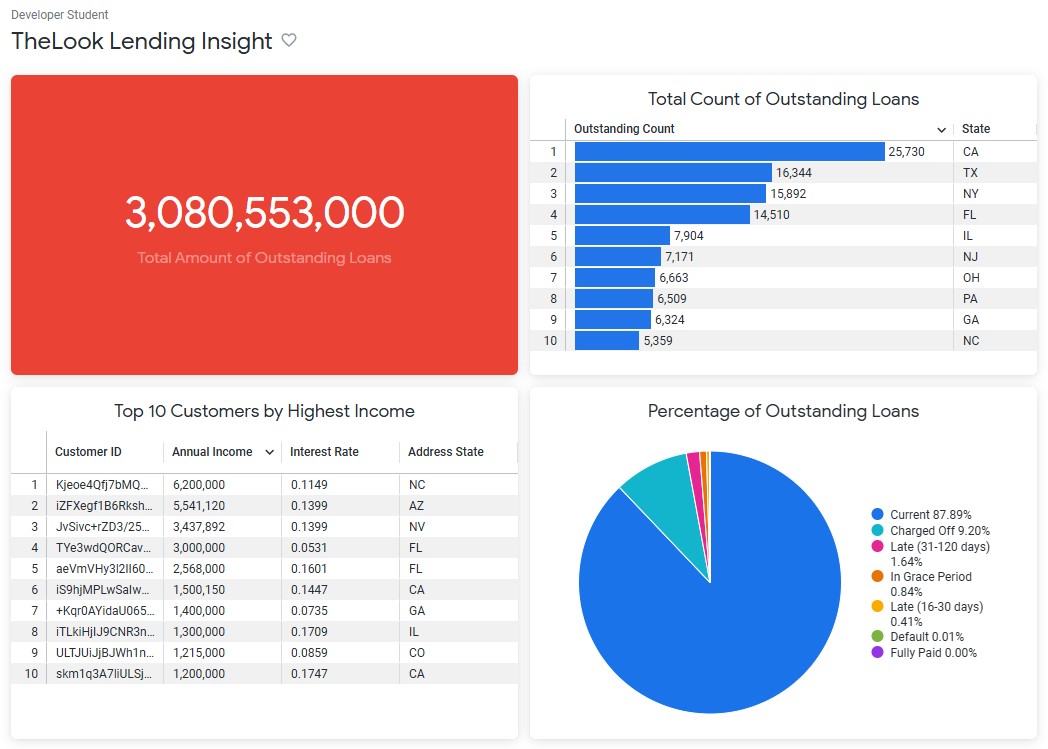 Developer Student
TheLook Lending Insight
3,080,553,000
Total Amount of Outstanding Loans
Total Count of Outstanding Loans
Outstanding Count State
1 25,730 CA
2 16,344 TX
3 15,892 NY
4 14,510 FL
5 7,904 IL
6 7,171 NJ
7 6,663 OH
8 6,509 PA
9 6,324 GA
10 5,359 NC
Top 10 Customers by Highest Income
Customer ID Annual Income Interest Rate Address State
1 Kjeoe4Qfj7bMQ... 6,200,000 0.1149 NC
2 iZFXegf1B6Rksh... 5,541,120 0.1399 AZ
3 JvSivc+rZD3/25... 3,437,892 0.1399 NV
4 TYe3wdQORCav... 3,000,000 0.0531 FL
5 aeVmVHy3l2II60... 2,568,000 0.1601 FL
6 iS9hjMPLwSaIw... 1,500,150 0.1447 CA
7 +Kqr0AYidaU065... 1,400,000 0.0735 GA
8 iTLkiHjlJ9CNR3n... 1,300,000 0.1709 IL
9 ULTJUiJjBJWh1n... 1,215,000 0.0859 CO
10 skm1q3A7liULSj... 1,200,000 0.1747 CA
Percentage of Outstanding Loans
Current 87.89%
Charged Off 9.20%
Late (31-120 days)
1.64%
In Grace Period
0.84%
Late (16-30 days)
0.41%
Default 0.01%
Fully Paid 0.00%